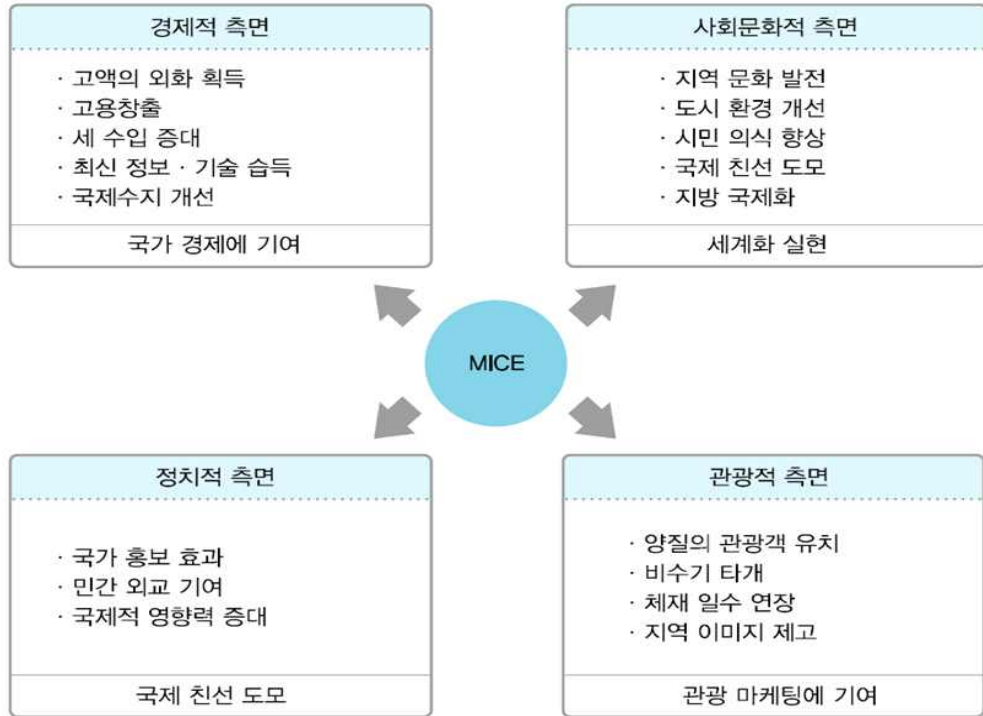 경제적 측면
· 고액의 외화 획득
· 고용창출
· 세 수입 증대
· 최신 정보 · 기술 습득
· 국제수지 개선
국가 경제에 기여
사회문화적 측면
· 지역 문화 발전
· 도시 환경 개선
· 시민 의식 향상
· 국제 친선 도모
· 지방 국제화
세계화 실현
MICE
정치적 측면
· 국가 홍보 효과
· 민간 외교 기여
· 국제적 영향력 증대
국제 친선 도모
관광적 측면
· 양질의 관광객 유치
· 비수기 타개
· 체재 일수 연장
· 지역 이미지 제고
관광 마케팅에 기여